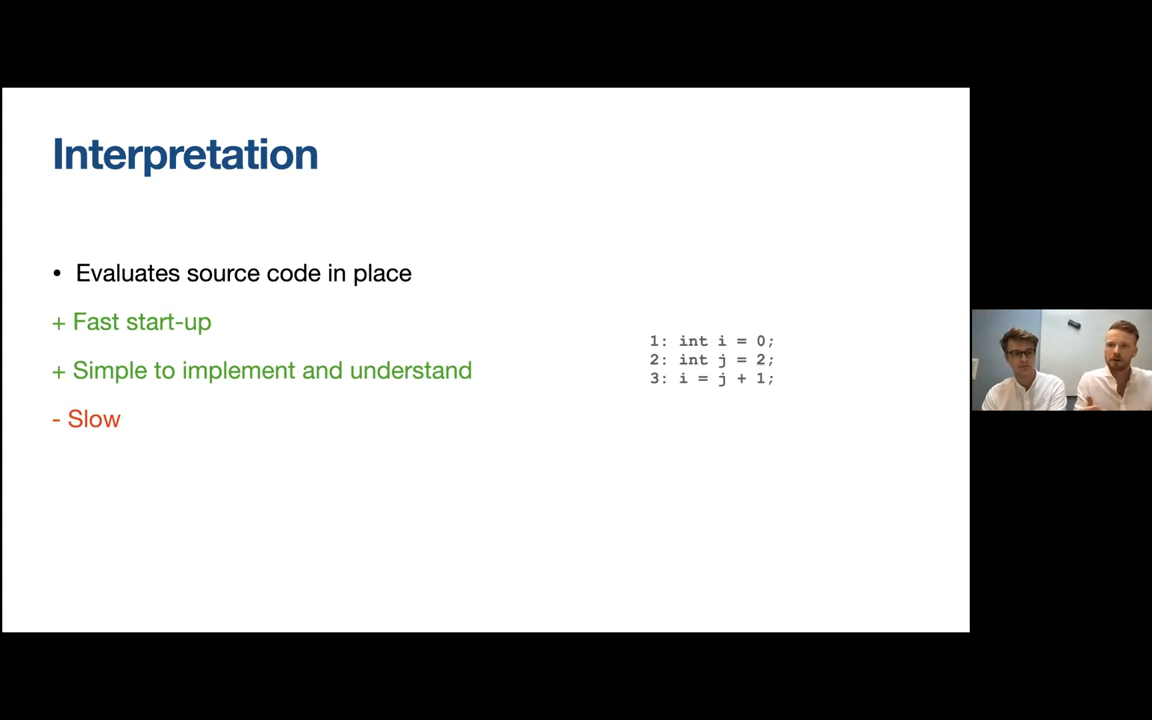 Interpretation
• Evaluates source code in place
+ Fast start-up
+ Simple to implement and understand
- Slow
1: int i = 0;
2: int j = 2;
3: i = j + 1;